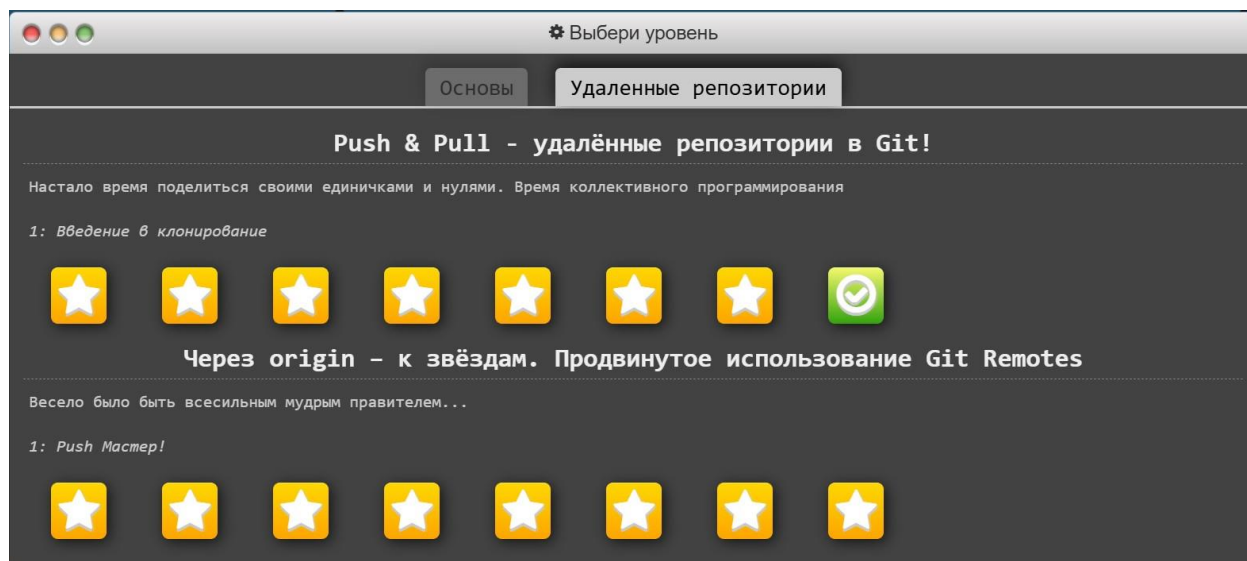 Выбери уровень
Основы
Удаленные репозитории
Push & Pull - удалённые репозитории в Git!
Настало время поделиться своими единичками и нулями. Время коллективного программирования
1: Введение в клонирование
Через origin – к звёздам. Продвинутое использование Git Remotes
Весело было быть всесильным мудрым правителем...
1: Push Мастер!